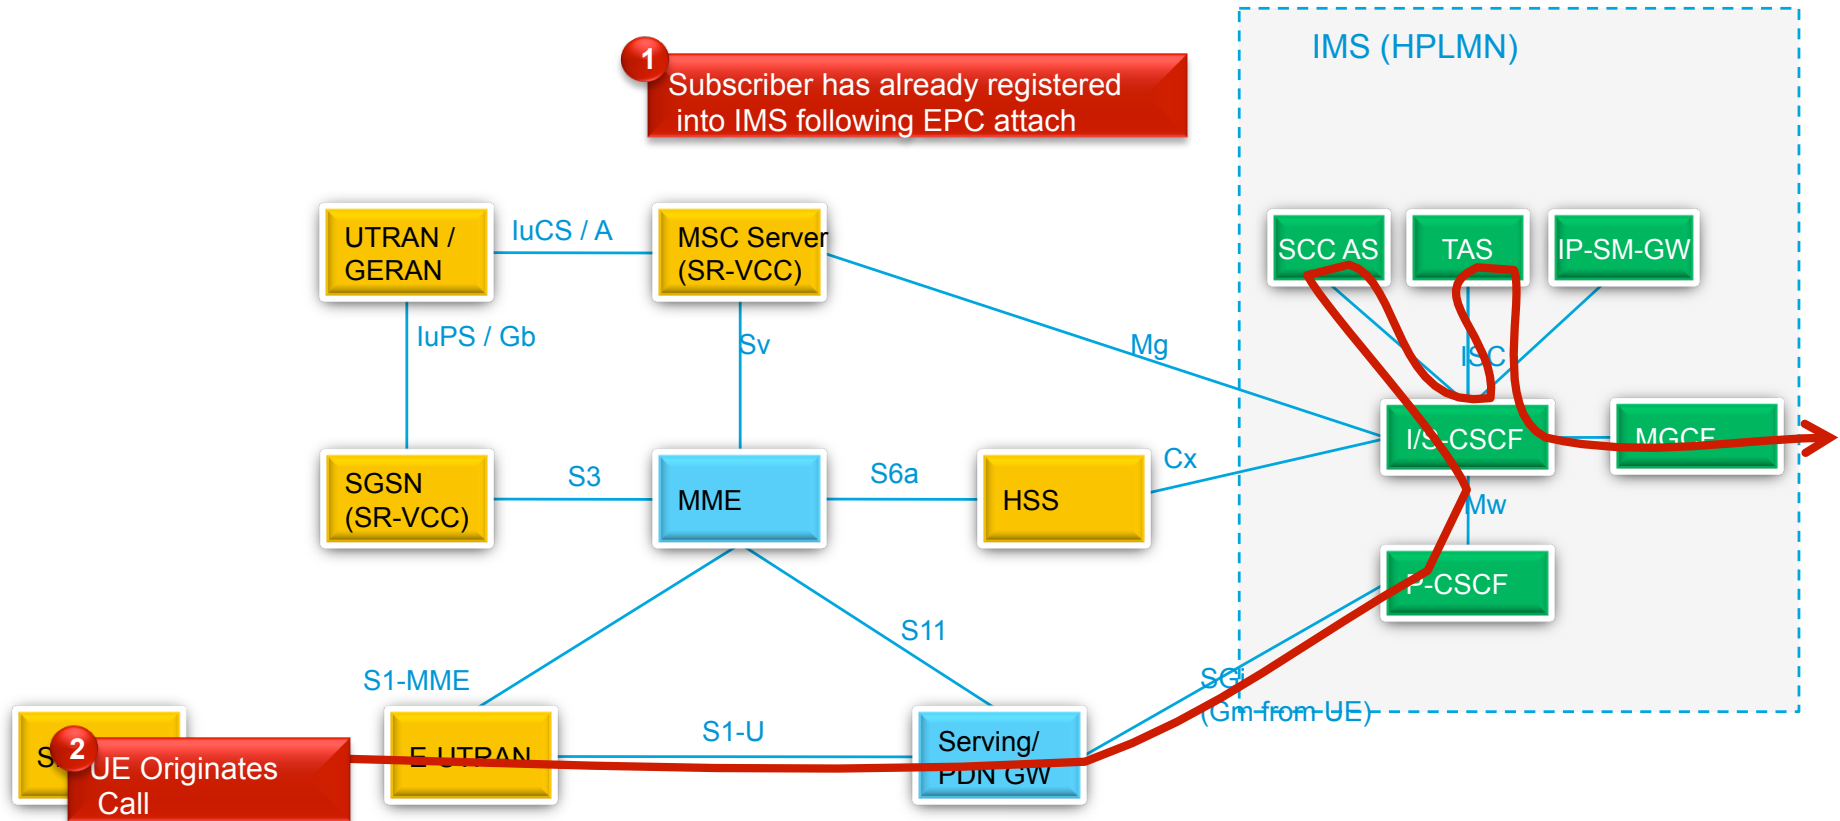 IMS (HPLMN)
1
Subscriber has already registered
into IMS following EPC attach
UTRAN /
GERAN
IuCS / A
MSC Server
(SR-VCC)
SCC AS
TAS
IP-SM-GW
IuPS / Gb
Sv
Mg
ISC
I/S-CSCF
MGCF
SGSN
(SR-VCC)
S3
MME
S6a
HSS
Cx
Mw
P-CSCF
S11
S1-MME
SGi
(Gm from UE)
S1-U
E-UTRAN
Serving/
PDN GW
2
UE Originates
Call